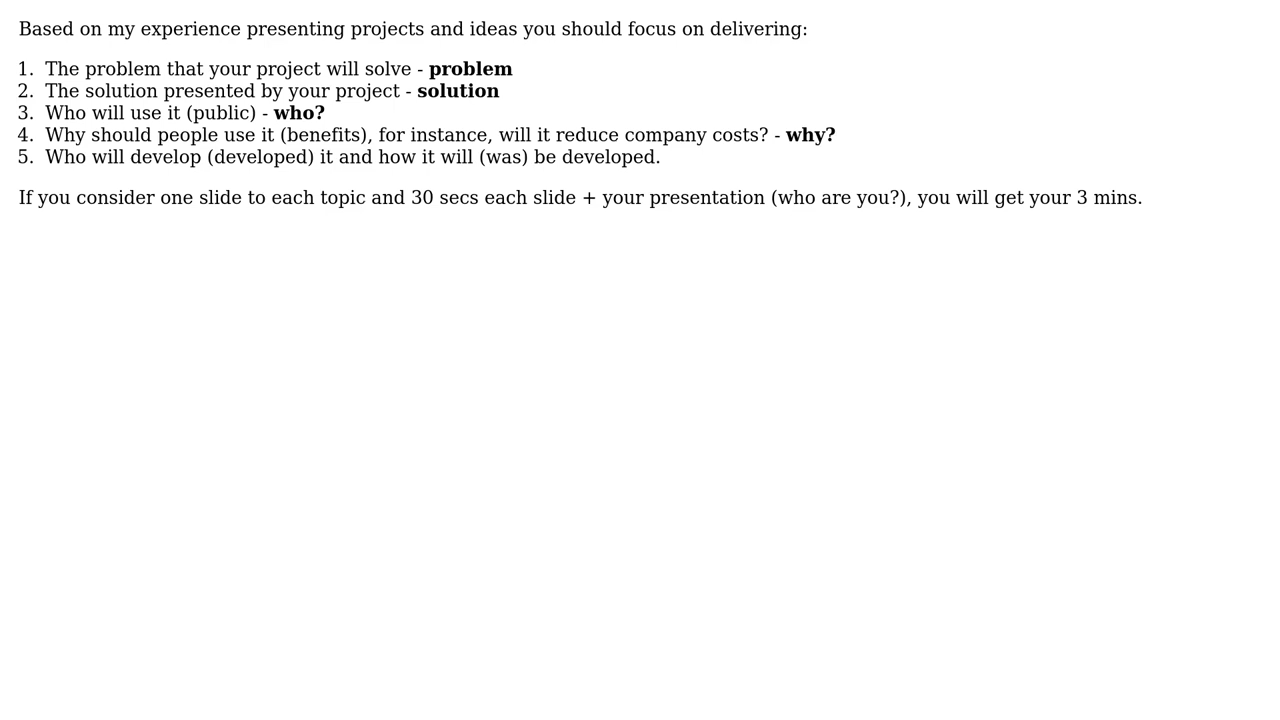 Based on my experience presenting projects and ideas you should focus on delivering:
1. The problem that your project will solve - problem
2. The solution presented by your project - solution
3. Who will use it (public) - who?
4. Why should people use it (benefits), for instance, will it reduce company costs? - why?
5. Who will develop (developed) it and how it will (was) be developed.
If you consider one slide to each topic and 30 secs each slide + your presentation (who are you?), you will get your 3 mins.